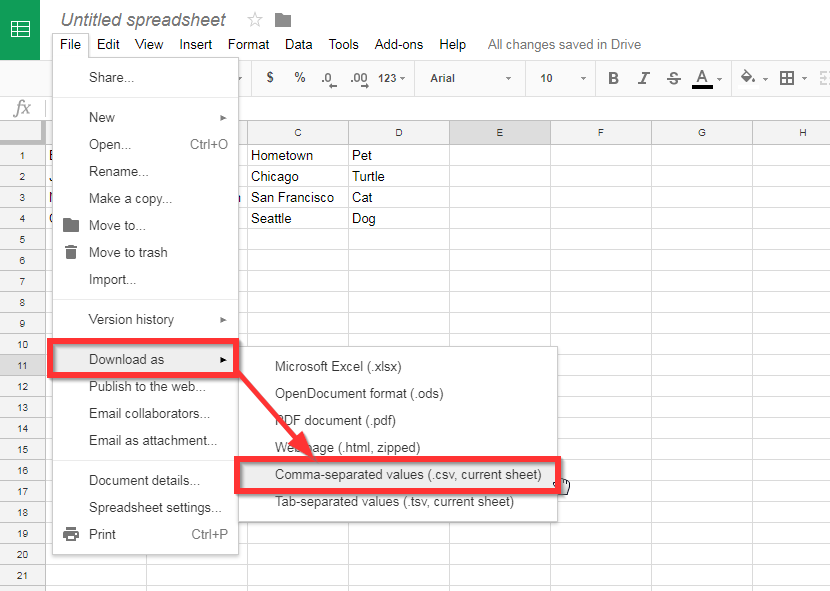 Untitled spreadsheet
File Edit View Insert Format Data Tools Add-ons Help All changes saved in Drive
$ % .0 .00 123 Arial 10 B I S A
fx
C D E F G H
Share...
New
Open... Ctrl+O
Rename...
Make a copy...
Move to...
Move to trash
Import...
Version history
Download as
Publish to the web...
Email collaborators...
Email as attachment...
Document details...
Spreadsheet settings...
Print Ctrl+P
Microsoft Excel (.xlsx)
OpenDocument format (.ods)
PDF document (.pdf)
Web page (.html, zipped)
Comma-separated values (.csv, current sheet)
Tab-separated values (.tsv, current sheet)
1 Hometown Pet
2 Chicago Turtle
3 San Francisco Cat
4 Seattle Dog
5
6
7
8
9
10
11
12
13
14
15
16
17
18
19
20
21